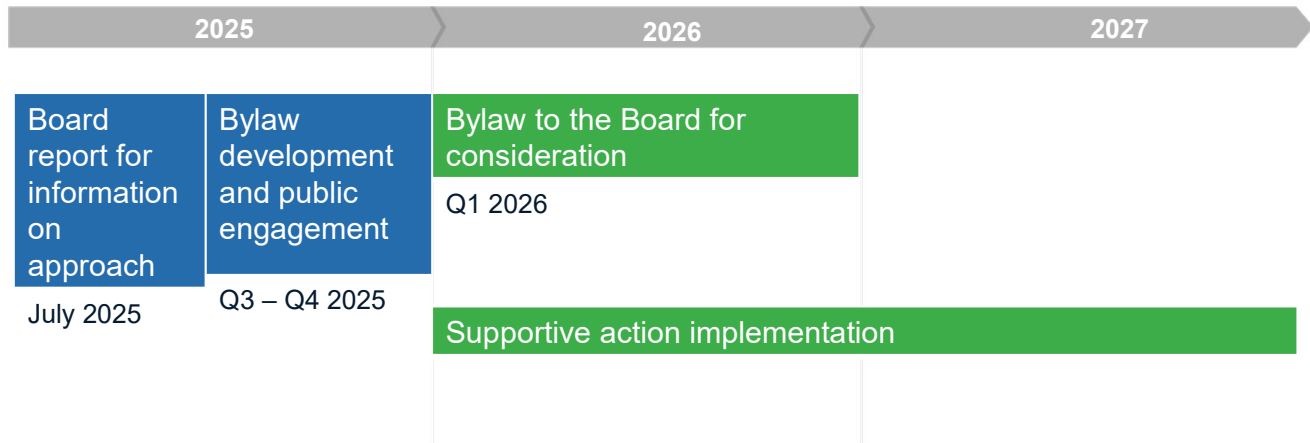 2025
2026
2027
Board
report for
information
on
approach
July 2025
Bylaw
development
and public
engagement
Q3 – Q4 2025
Bylaw to the Board for
consideration
Q1 2026
Supportive action implementation